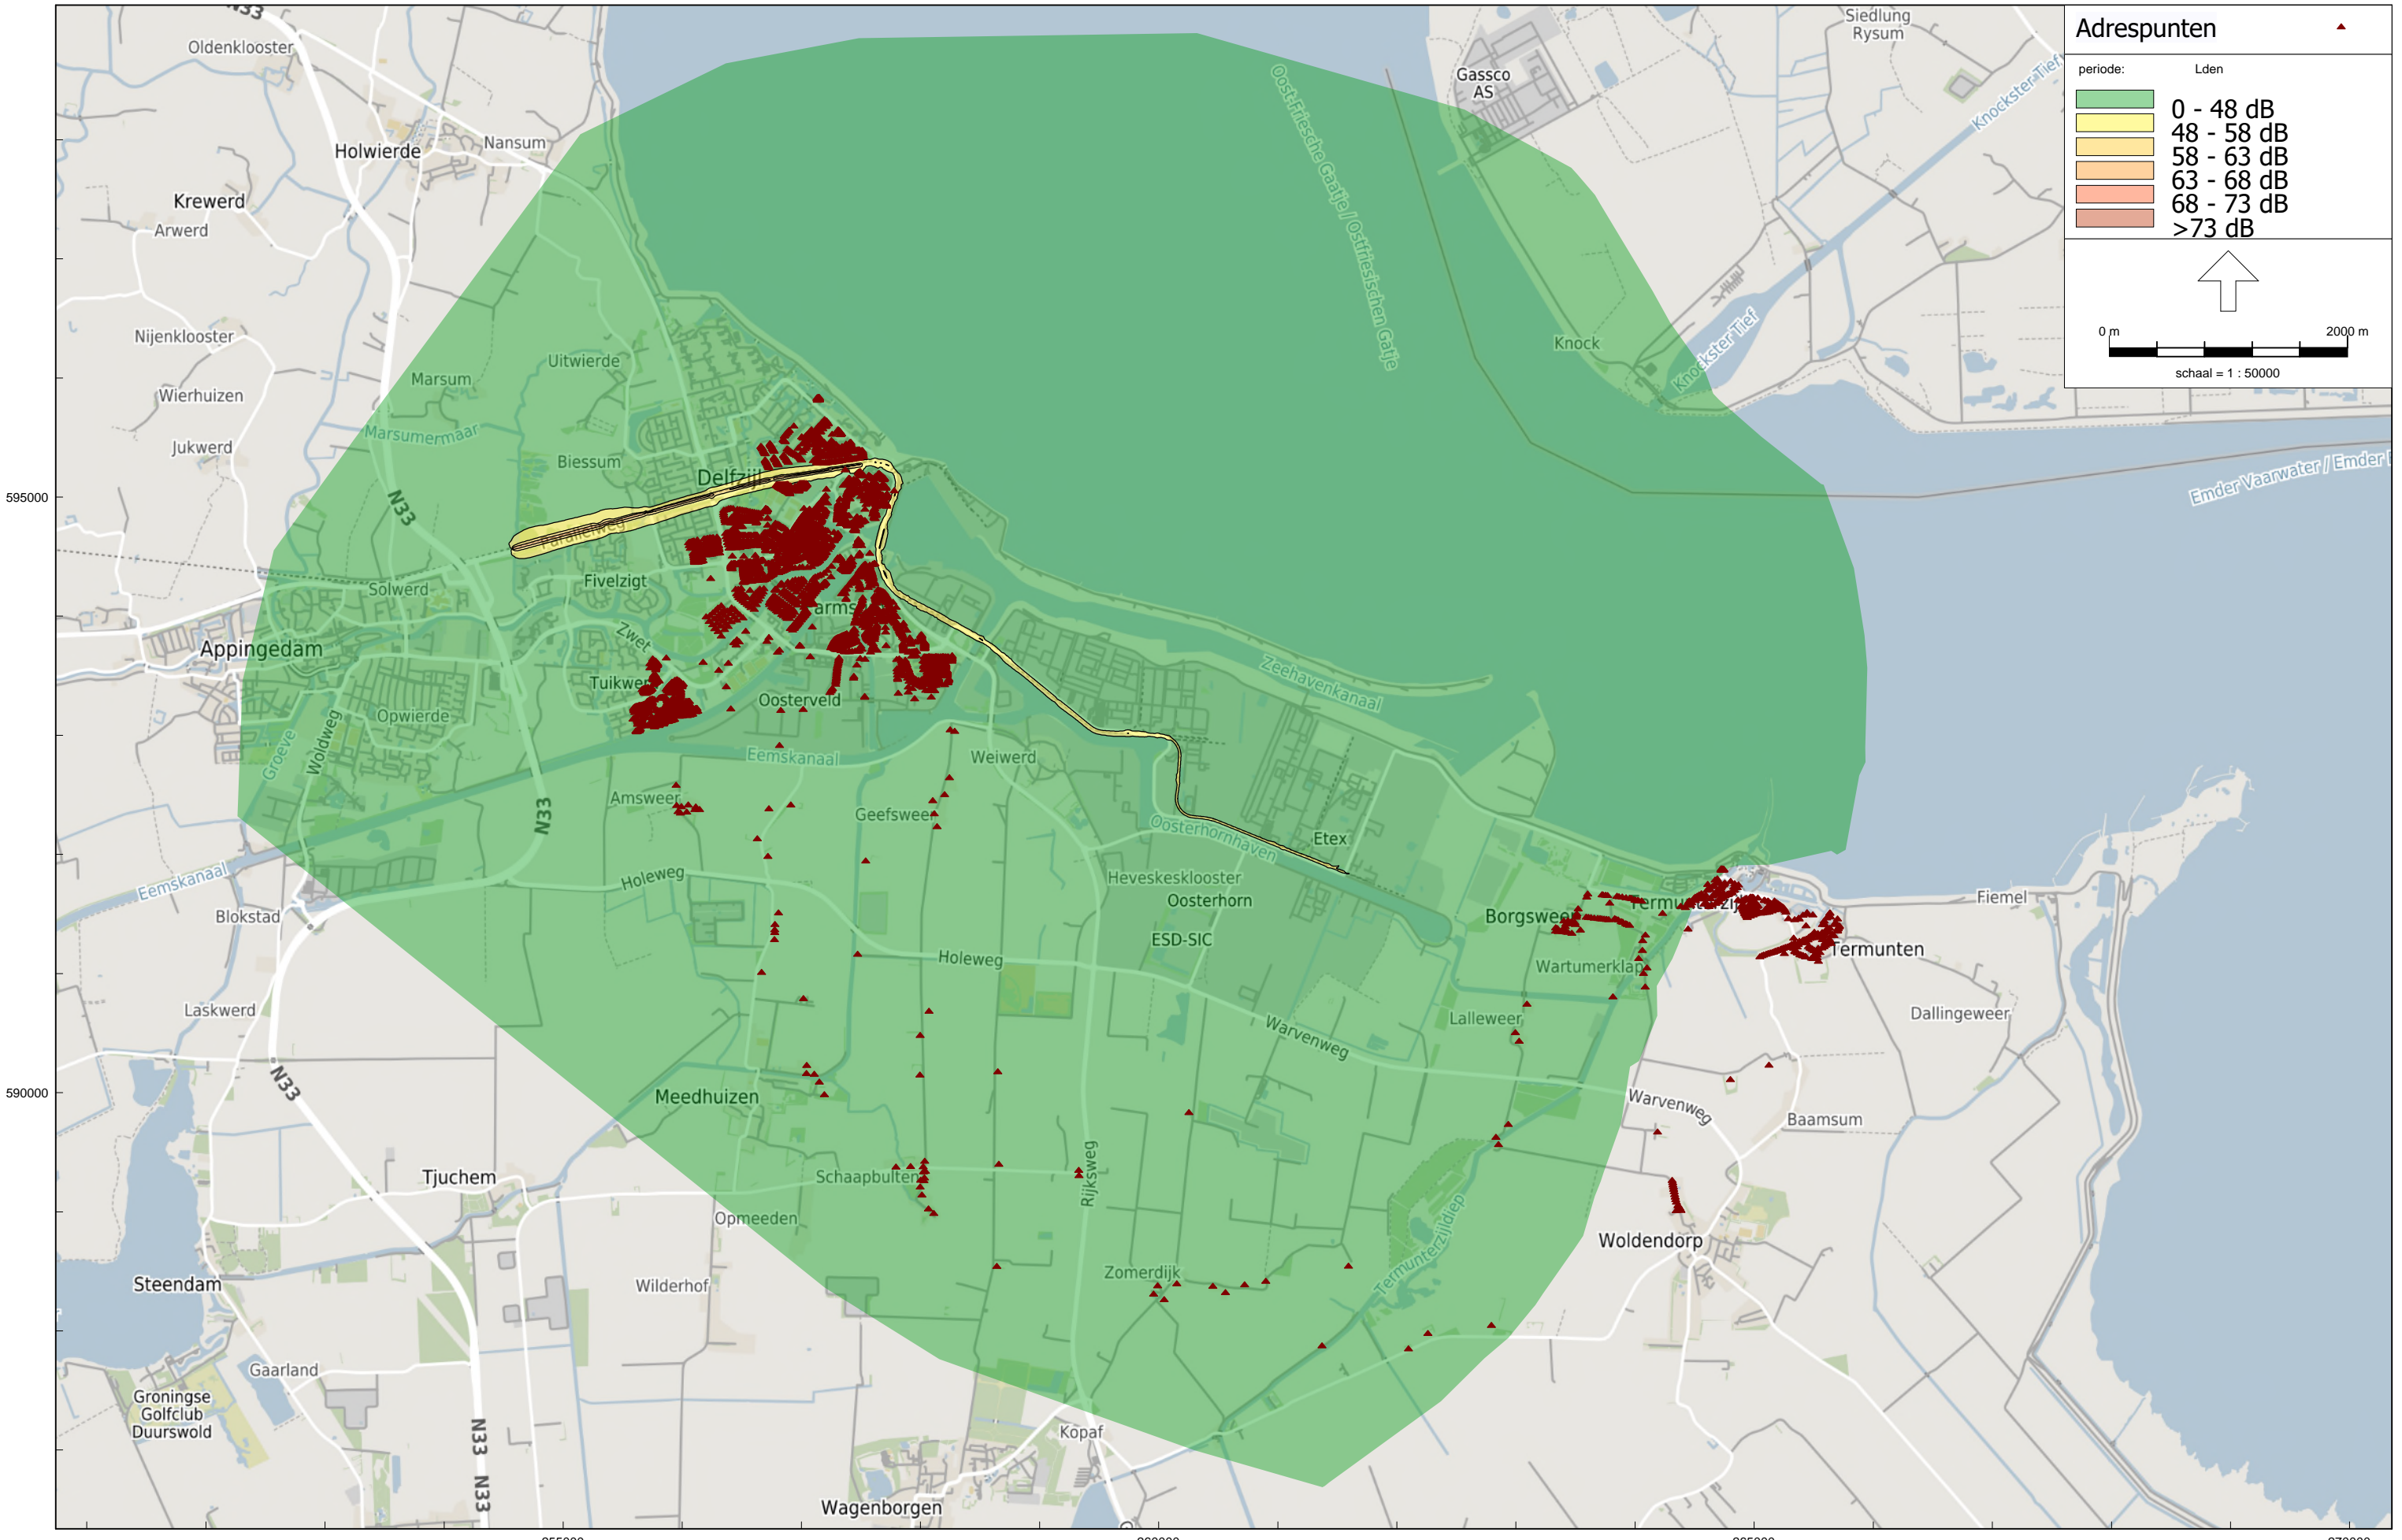 Adrespunten
periode: Lden
0 - 48 dB
48 - 58 dB
58 - 63 dB
63 - 68 dB
68 - 73 dB
>73 dB
0 m 2000 m
schaal = 1 : 50000
N33
Oldenklooster
Holwierde
Nansum
Krewerd
Arwerd
Nijenklooster
Wierhuizen
Jukwerd
Marsum
Marsumermaar
Uitwierde
Biessum
Delfzijl
N33
Siedlung
Rysum
Gassco
AS
Knockster Tief
Oost-Friesche Gaatje / Ostfriesischen Gatje
Knock
Knockster Tief
Emder Vaarwater / Emder
595000
Solwerd
Fivelzigt
Appingedam
Zwet
Opwierde
Oosterveld
Groeve
Woldweg
Eemskanaal
Weiwerd
Zeehavenkanaal
Amsweer
Geefsweer
N33
Oosterhornhaven
Etex
Eemskanaal
Holeweg
Heveskesklooster
Oosterhorn
Blokstad
Borgsweer
Fiemel
ESD-SIC
Termunten
Holeweg
Wartumerklap
Laskwerd
Lalleweer
Dallingeweer
Warvenweg
N33
590000
Meedhuizen
Warvenweg
Baamsum
Tjuchem
Schaapbulten
Rijksweg
Opmeeden
Woldendorp
Termunterzijldiep
Zomerdijk
Steendam
Wilderhof
Gaarland
Groningse
Golfclub
Duurswold
N33
Kopaf
N33
Wagenborgen